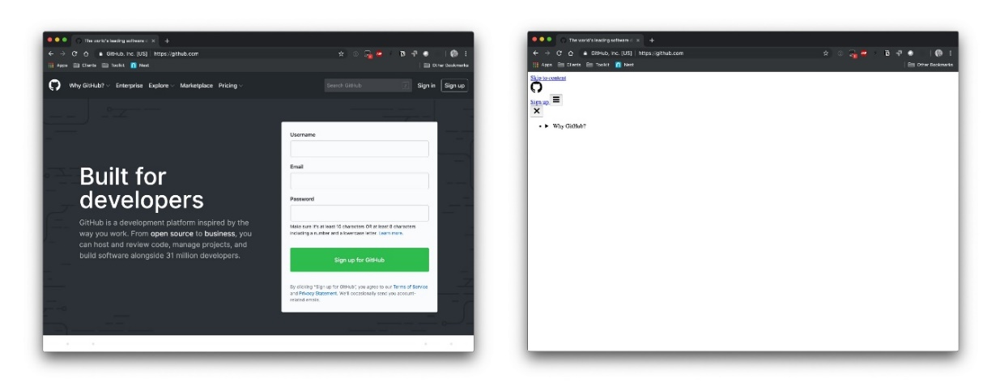 The world's leading software d × +
GitHub, Inc. [US] | https://github.com
Apps Clients Toolkit Next Other Bookmarks
Why GitHub? Enterprise Explore Marketplace Pricing Search GitHub / Sign in Sign up
Username
Email
Built for
developers
Password
GitHub is a development platform inspired by the
way you work. From open source to business, you
can host and review code, manage projects, and
build software alongside 31 million developers.
Make sure it's at least 10 characters OR at least 8 characters
including a number and a lowercase letter. Learn more.
Sign up for GitHub
By clicking "Sign up for GitHub", you agree to our Terms of Service
and Privacy Statement. We'll occasionally send you account-
related emails.
The world's leading software d × +
GitHub, Inc. [US] | https://github.com
Apps Clients Toolkit Next Other Bookmarks
Skip to content
Sign up
Why GitHub?